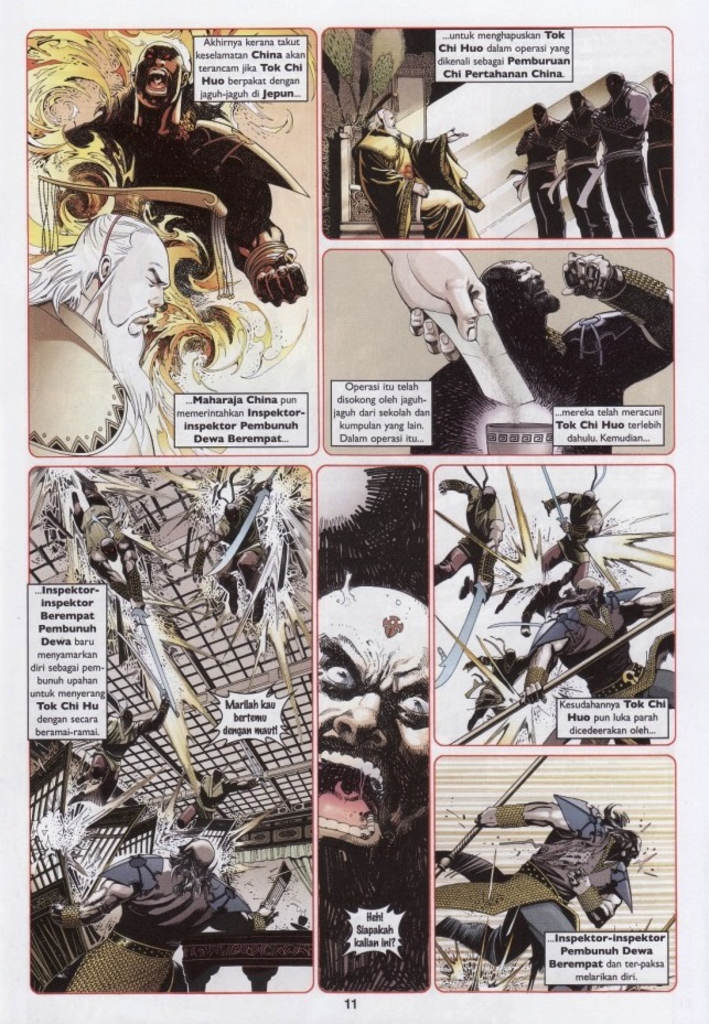 Akhirnya kerana takut
keselamatan China akan
terancam jika Tok Chi
Huo berpakat dengan
jaguh-jaguh di Jepun...
...Maharaja China pun
memerintahkan Inspektor-
inspektor Pembunuh
Dewa Berempat...
...untuk menghapuskan Tok
Chi Huo dalam operasi yang
dikenali sebagai Pemburuan
Chi Pertahanan China.
Operasi itu telah
disokong oleh jaguh-
jaguh dari sekolah dan
kumpulan yang lain.
Dalam operasi itu...
...mereka telah meracuni
Tok Chi Huo terlebih
dahulu. Kemudian...
...Inspektor-
inspektor
Berempat
Pembunuh
Dewa
baru
menyamarkan
diri sebagai pem-
bunuh upahan
untuk menyerang
Tok Chi Hu
dengan secara
beramai-ramai.
Marilah kau
bertemu
dengan maut!
Heh!
Siapakah
kalian ini?
Kesudahannya Tok Chi
Huo pun luka parah
dicederakan oleh...
...Inspektor-inspektor
Pembunuh Dewa
Berempat dan ter-paksa
melarikan diri.
11